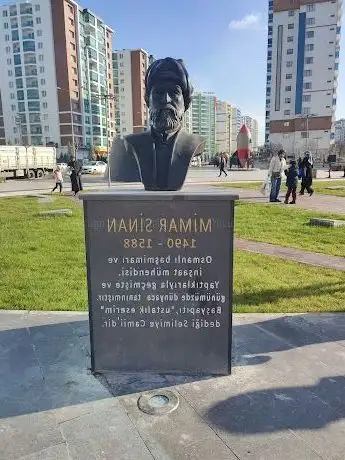 MİMAR SİNAN
1490 - 1588
Osmanlı başmimarı ve
inşaat mühendisi.
Yaptıklarıyla geçmişte ve
günümüzde dünyaca tanınmıştır.
Başyapıtı,"ustalık eserim"
dediği Selimiye Camii'dir.